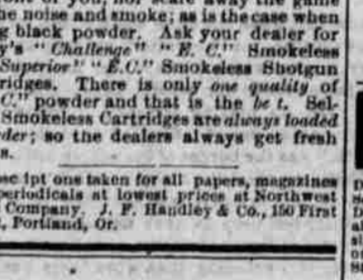 he noise and smoke; as is the case when
g black powder. Ask your dealer for
y's "Challenge" "E. C." Smokeless
Superior" "E.C." Smokeless Shotgun
ridges. There is only one quality of
C." powder and that is the be t. Sel-
Smokeless Cartridges are always loaded
der; so the dealers always get fresh
s.
ipt one taken for all papers, magazines
periodicals at lowest prices at Northwest
Company, J. F. Handley & Co., 150 First
, Portland, Or.